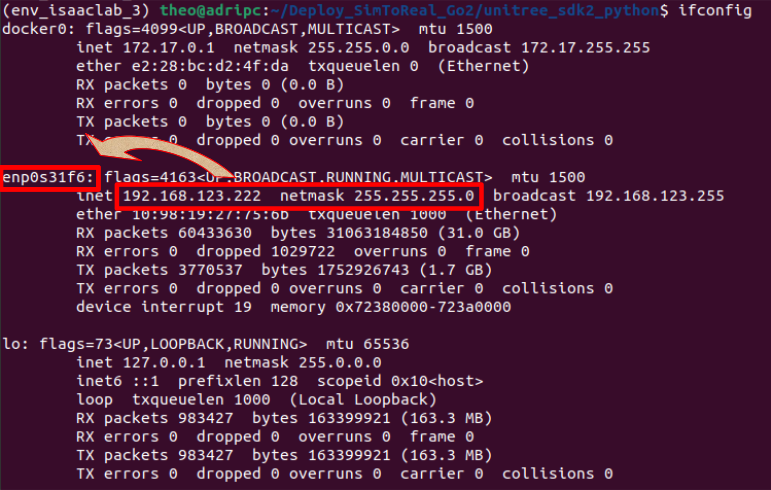 (env_isaaclab_3) theo@adripc:~/Deploy_SimToReal_Go2/unitree_sdk2_python$ ifconfig
docker0: flags=4099<UP,BROADCAST,MULTICAST>  mtu 1500
        inet 172.17.0.1  netmask 255.255.0.0  broadcast 172.17.255.255
        ether e2:28:bc:d2:4f:da  txqueuelen 0  (Ethernet)
        RX packets 0  bytes 0 (0.0 B)
        RX errors 0  dropped 0  overruns 0  frame 0
        TX packets 0  bytes 0 (0.0 B)
        TX errors 0  dropped 0 overruns 0  carrier 0  collisions 0

enp0s31f6: flags=4163<UP,BROADCAST,RUNNING,MULTICAST>  mtu 1500
        inet 192.168.123.222  netmask 255.255.255.0  broadcast 192.168.123.255
        ether 10:98:19:27:75:6b  txqueuelen 1000  (Ethernet)
        RX packets 60433630  bytes 31063184850 (31.0 GB)
        RX errors 0  dropped 1029722  overruns 0  frame 0
        TX packets 3770537  bytes 1752926743 (1.7 GB)
        TX errors 0  dropped 0 overruns 0  carrier 0  collisions 0
        device interrupt 19  memory 0x72380000-723a0000

lo: flags=73<UP,LOOPBACK,RUNNING>  mtu 65536
        inet 127.0.0.1  netmask 255.0.0.0
        inet6 ::1  prefixlen 128  scopeid 0x10<host>
        loop  txqueuelen 1000  (Local Loopback)
        RX packets 983427  bytes 163399921 (163.3 MB)
        RX errors 0  dropped 0  overruns 0  frame 0
        TX packets 983427  bytes 163399921 (163.3 MB)
        TX errors 0  dropped 0 overruns 0  carrier 0  collisions 0